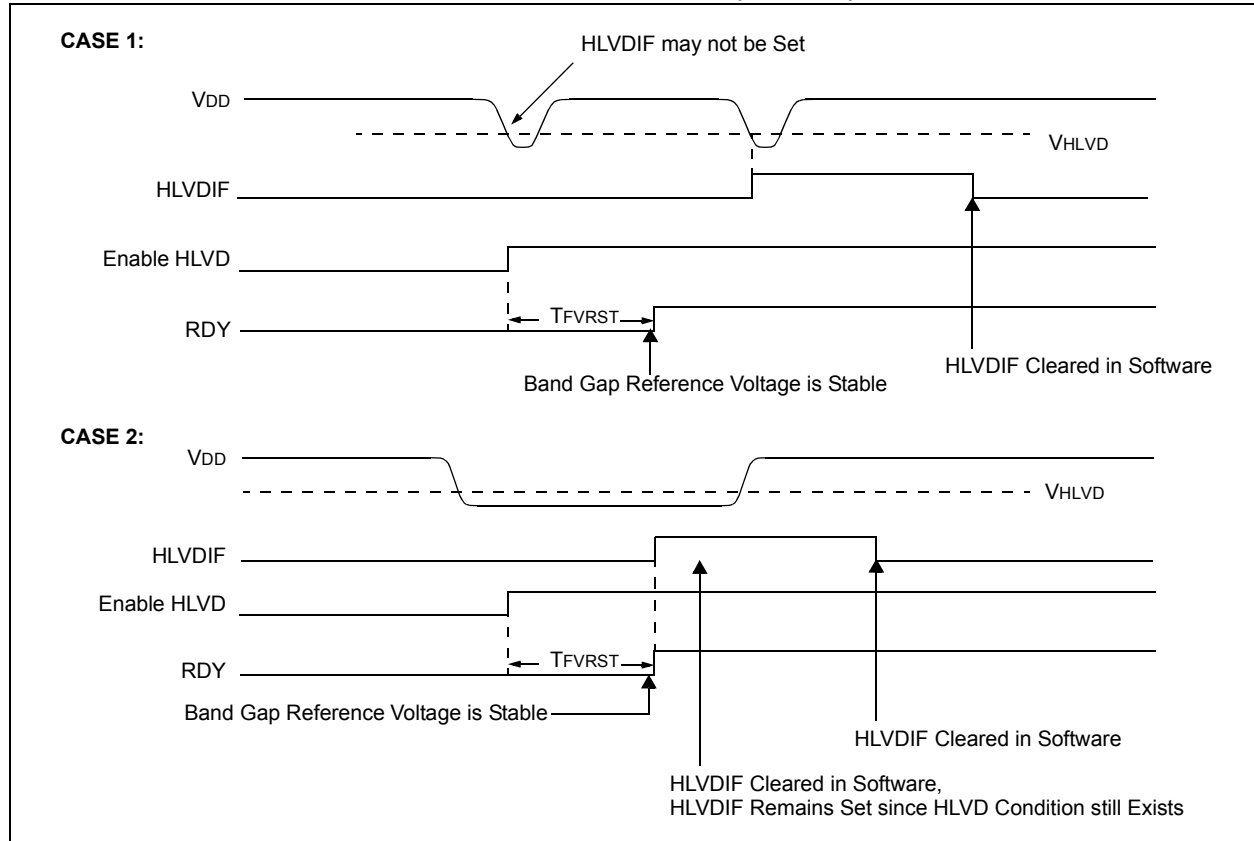 CASE 1:
HLVDIF may not be Set
VDD
VHLVD
HLVDIF
Enable HLVD
TFVRST
RDY
HLVDIF Cleared in Software
Band Gap Reference Voltage is Stable
CASE 2:
VDD
VHLVD
HLVDIF
Enable HLVD
TFVRST
RDY
Band Gap Reference Voltage is Stable
HLVDIF Cleared in Software
HLVDIF Cleared in Software,
HLVDIF Remains Set since HLVD Condition still Exists